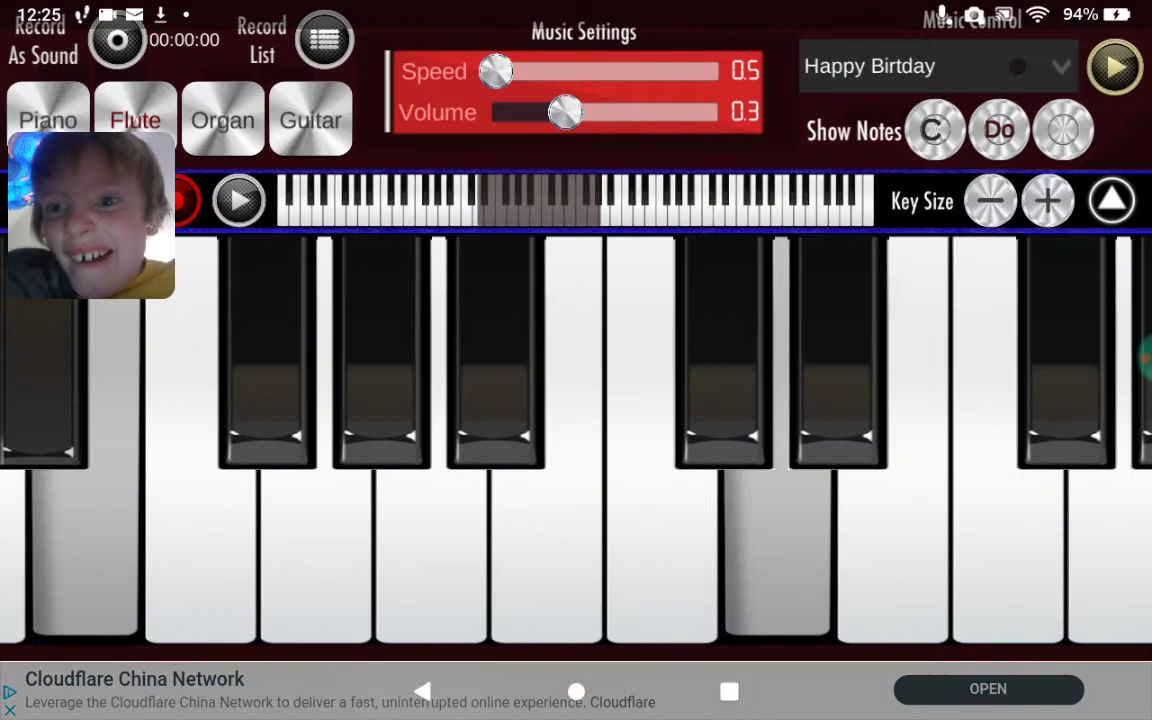 12:25
94%
Record
As Sound
00:00:00
Record
List
Music Settings
Music Control
Speed 0.5
Volume 0.3
Happy Birtday
Piano
Flute
Organ
Guitar
Show Notes C Do
Key Size - +
Cloudflare China Network
Leverage the Cloudflare China Network to deliver a fast, uninterrupted online experience. Cloudflare
OPEN